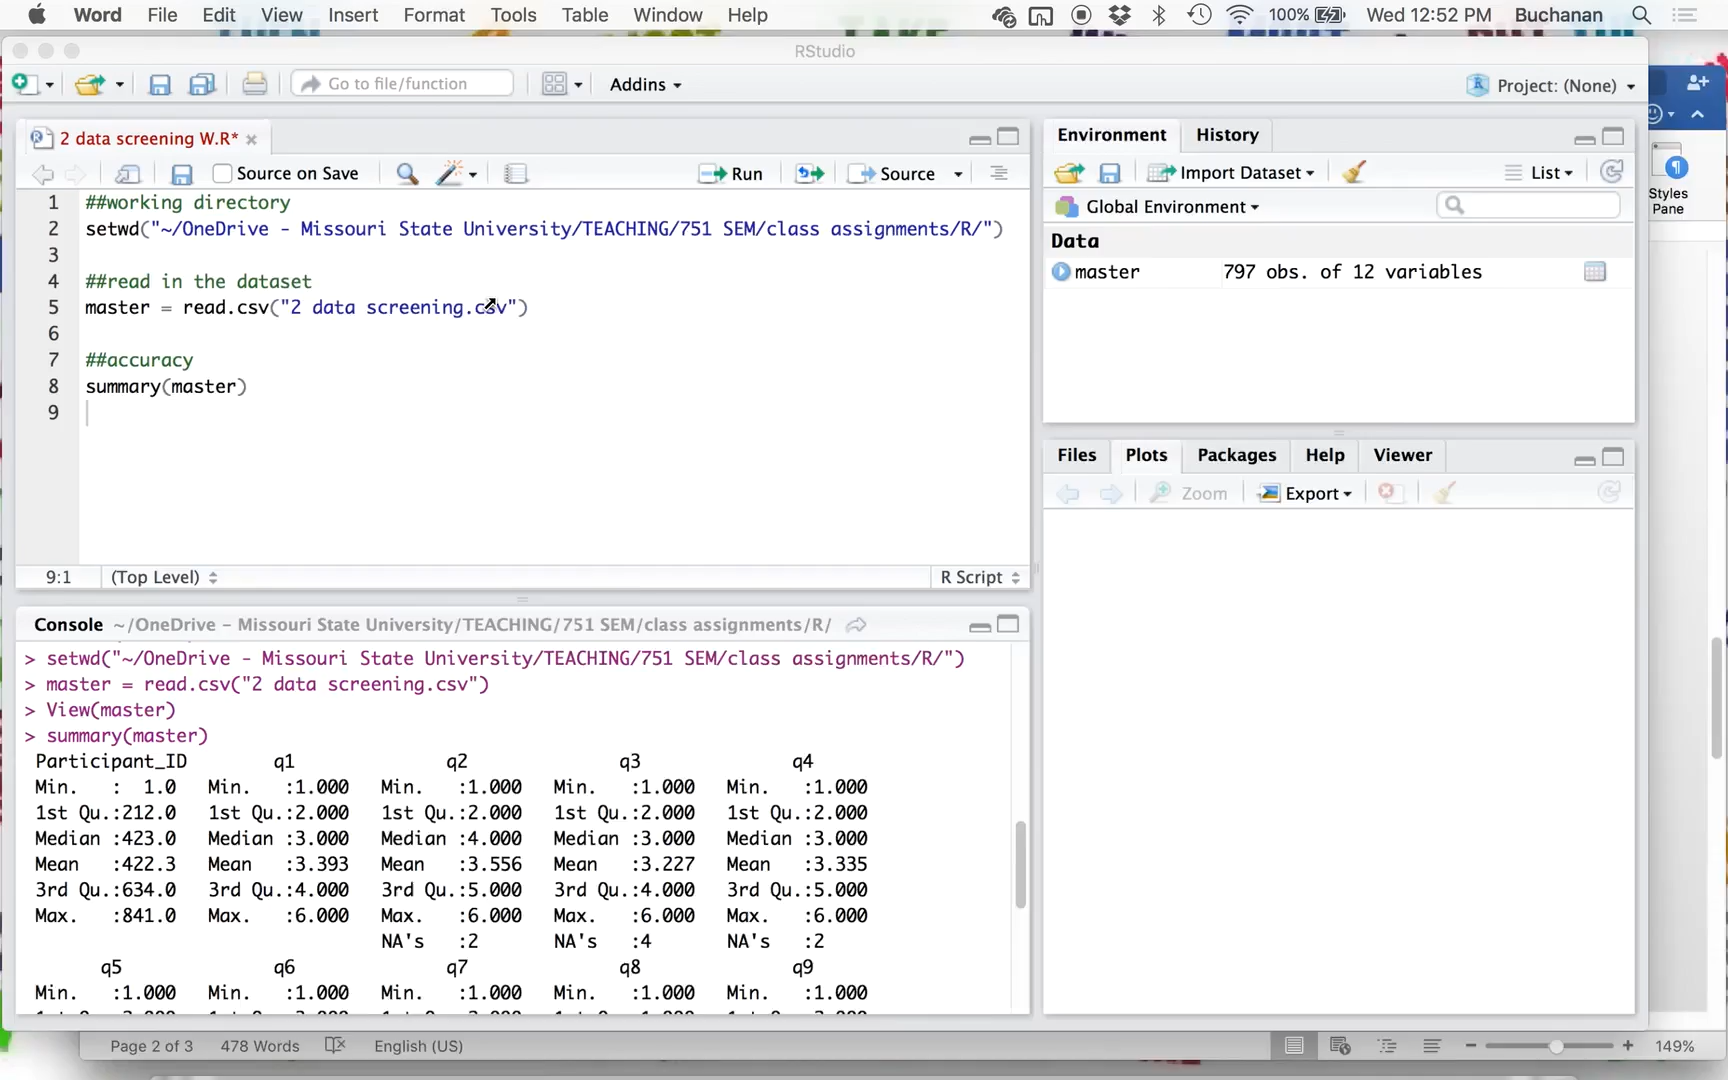 Word File Edit View Insert Format Tools Table Window Help 100% Wed 12:52 PM Buchanan
RStudio
Go to file/function Addins Project: (None)
2 data screening W.R*
Source on Save Run Source
1 ##working directory
2 setwd("~/OneDrive - Missouri State University/TEACHING/751 SEM/class assignments/R/")
3
4 ##read in the dataset
5 master = read.csv("2 data screening.csv")
6
7 ##accuracy
8 summary(master)
9
9:1 (Top Level) R Script
Environment History
Import Dataset List
Global Environment
Data
master 797 obs. of 12 variables
Styles
Pane
Files Plots Packages Help Viewer
Zoom Export
Console ~/OneDrive - Missouri State University/TEACHING/751 SEM/class assignments/R/
> setwd("~/OneDrive - Missouri State University/TEACHING/751 SEM/class assignments/R/")
> master = read.csv("2 data screening.csv")
> View(master)
> summary(master)
Participant_ID q1 q2 q3 q4
Min. : 1.0 Min. :1.000 Min. :1.000 Min. :1.000 Min. :1.000
1st Qu.:212.0 1st Qu.:2.000 1st Qu.:2.000 1st Qu.:2.000 1st Qu.:2.000
Median :423.0 Median :3.000 Median :4.000 Median :3.000 Median :3.000
Mean :422.3 Mean :3.393 Mean :3.556 Mean :3.227 Mean :3.335
3rd Qu.:634.0 3rd Qu.:4.000 3rd Qu.:5.000 3rd Qu.:4.000 3rd Qu.:5.000
Max. :841.0 Max. :6.000 Max. :6.000 Max. :6.000 Max. :6.000
NA's :2 NA's :4 NA's :2
q5 q6 q7 q8 q9
Min. :1.000 Min. :1.000 Min. :1.000 Min. :1.000 Min. :1.000
Page 2 of 3 478 Words English (US) 149%